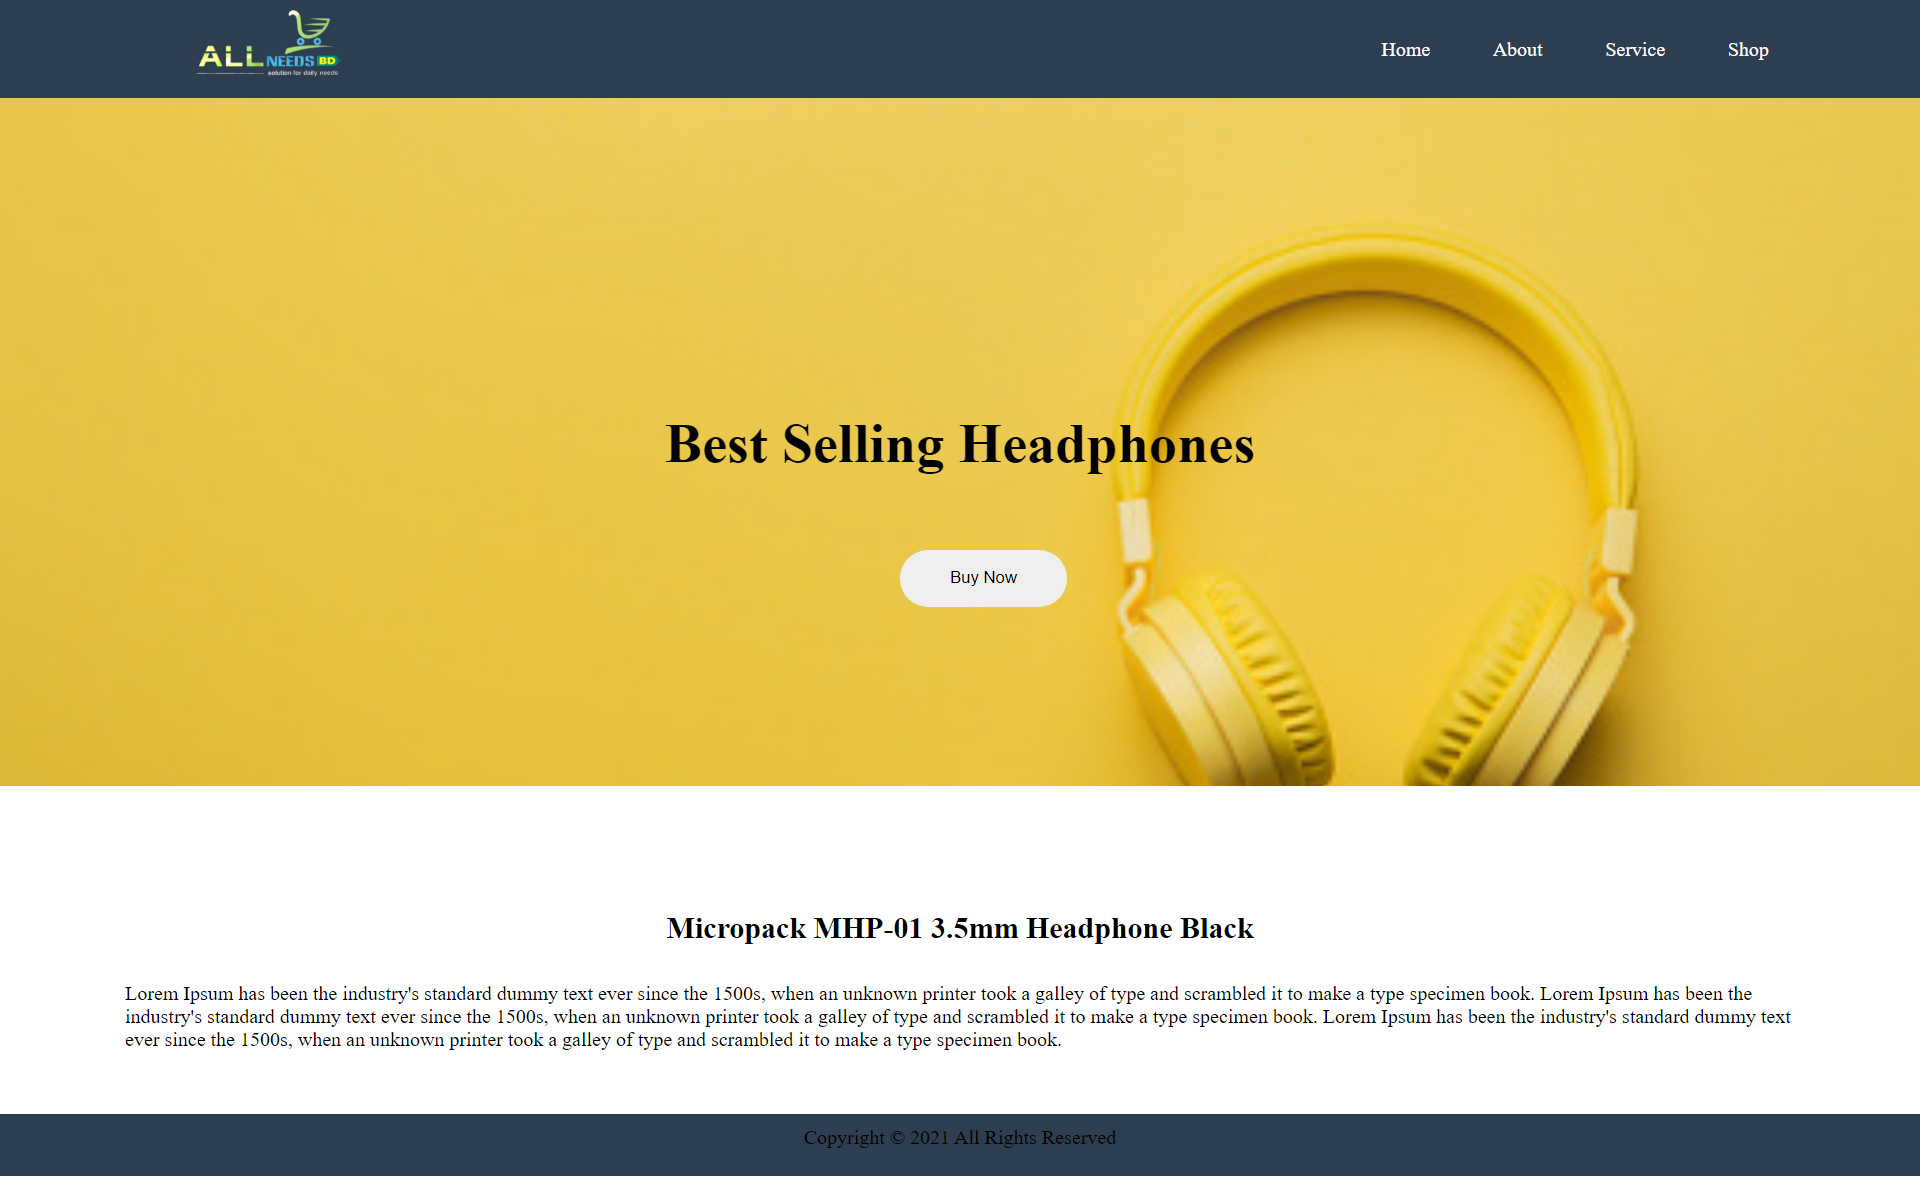 ALL NEEDS BD
solution for daily needs
Home About Service Shop
Best Selling Headphones
Buy Now
Micropack MHP-01 3.5mm Headphone Black
Lorem Ipsum has been the industry's standard dummy text ever since the 1500s, when an unknown printer took a galley of type and scrambled it to make a type specimen book. Lorem Ipsum has been the
industry's standard dummy text ever since the 1500s, when an unknown printer took a galley of type and scrambled it to make a type specimen book. Lorem Ipsum has been the industry's standard dummy text
ever since the 1500s, when an unknown printer took a galley of type and scrambled it to make a type specimen book.
Copyright © 2021 All Rights Reserved